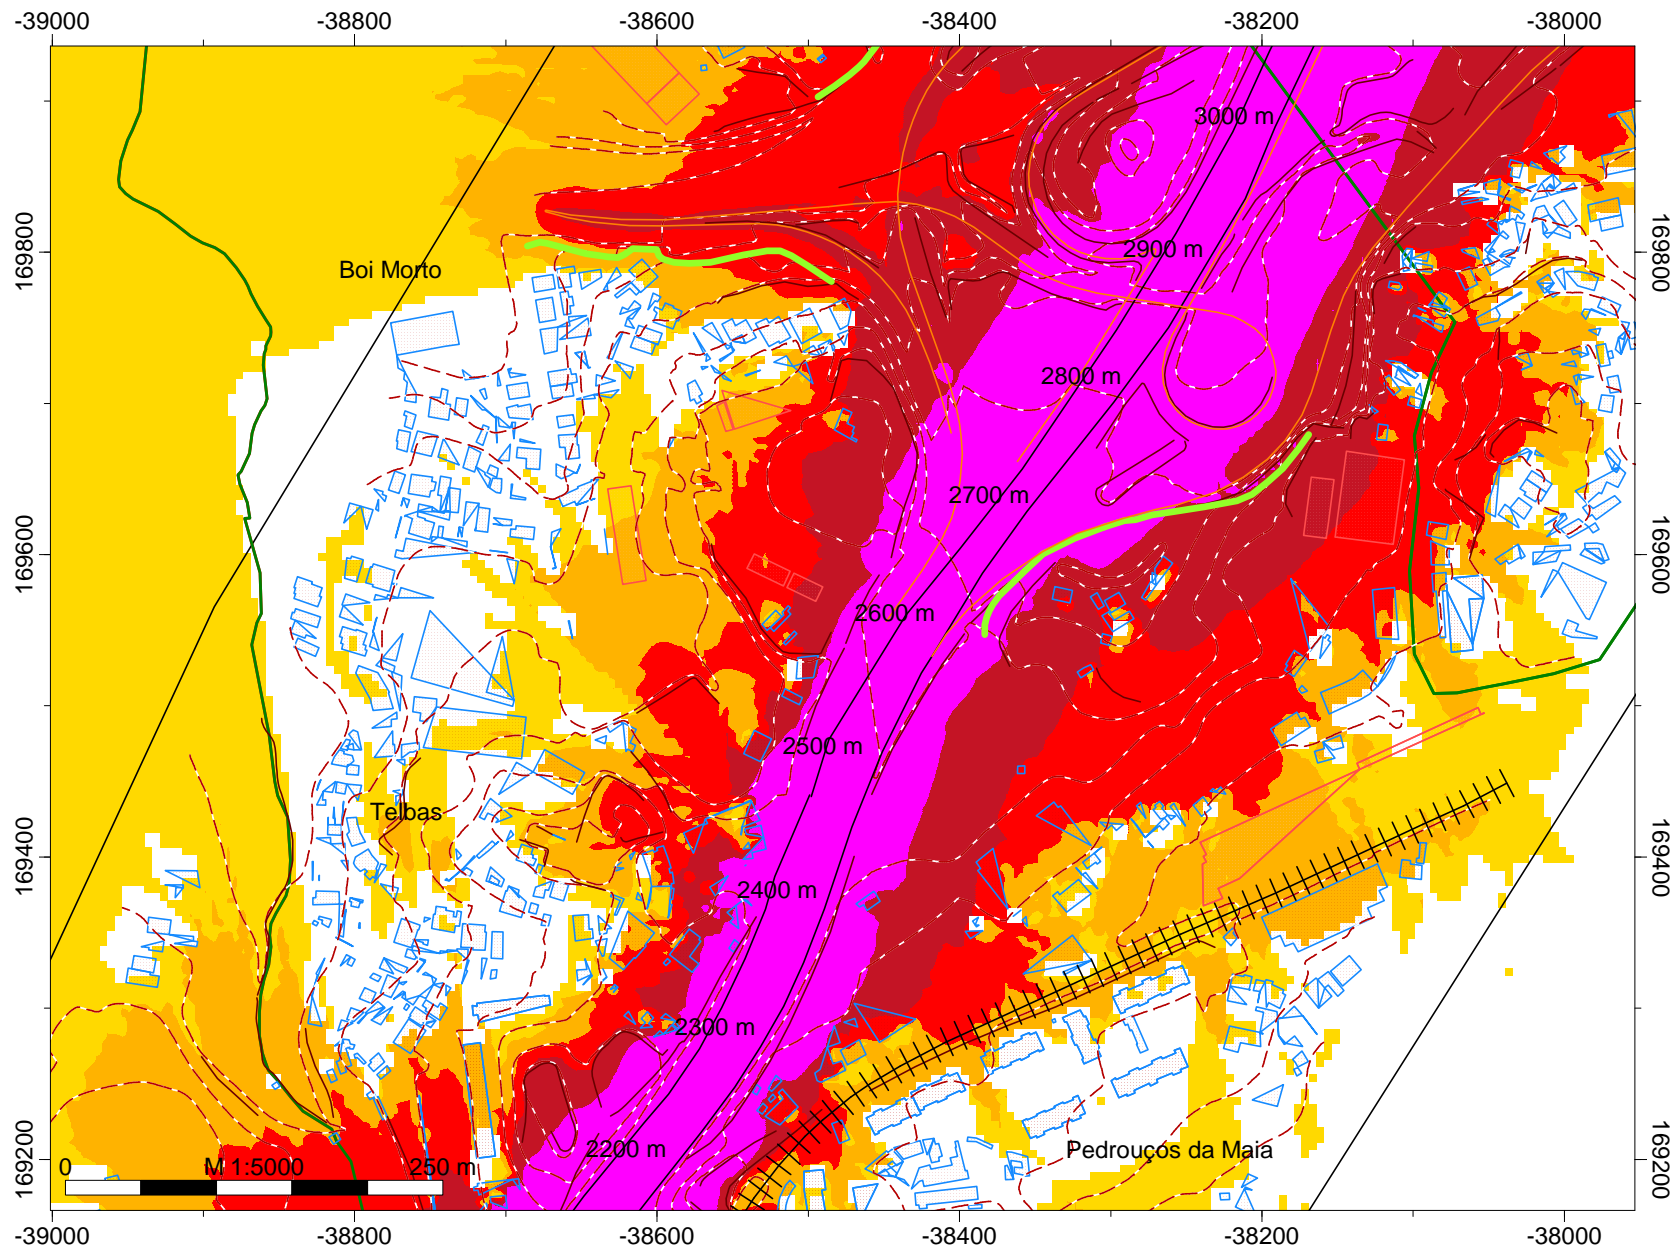 -39000 -38800 -38600 -38400 -38200 -38000
3000 m
169800 169800
2900 m
Boi Morto
2800 m
2700 m
169600 169600
2600 m
2500 m
Telbas
169400 169400
2400 m
2300 m
2200 m
Pedrouços da Maia
169200 169200
0 M 1:5000 250 m
-39000 -38800 -38600 -38400 -38200 -38000